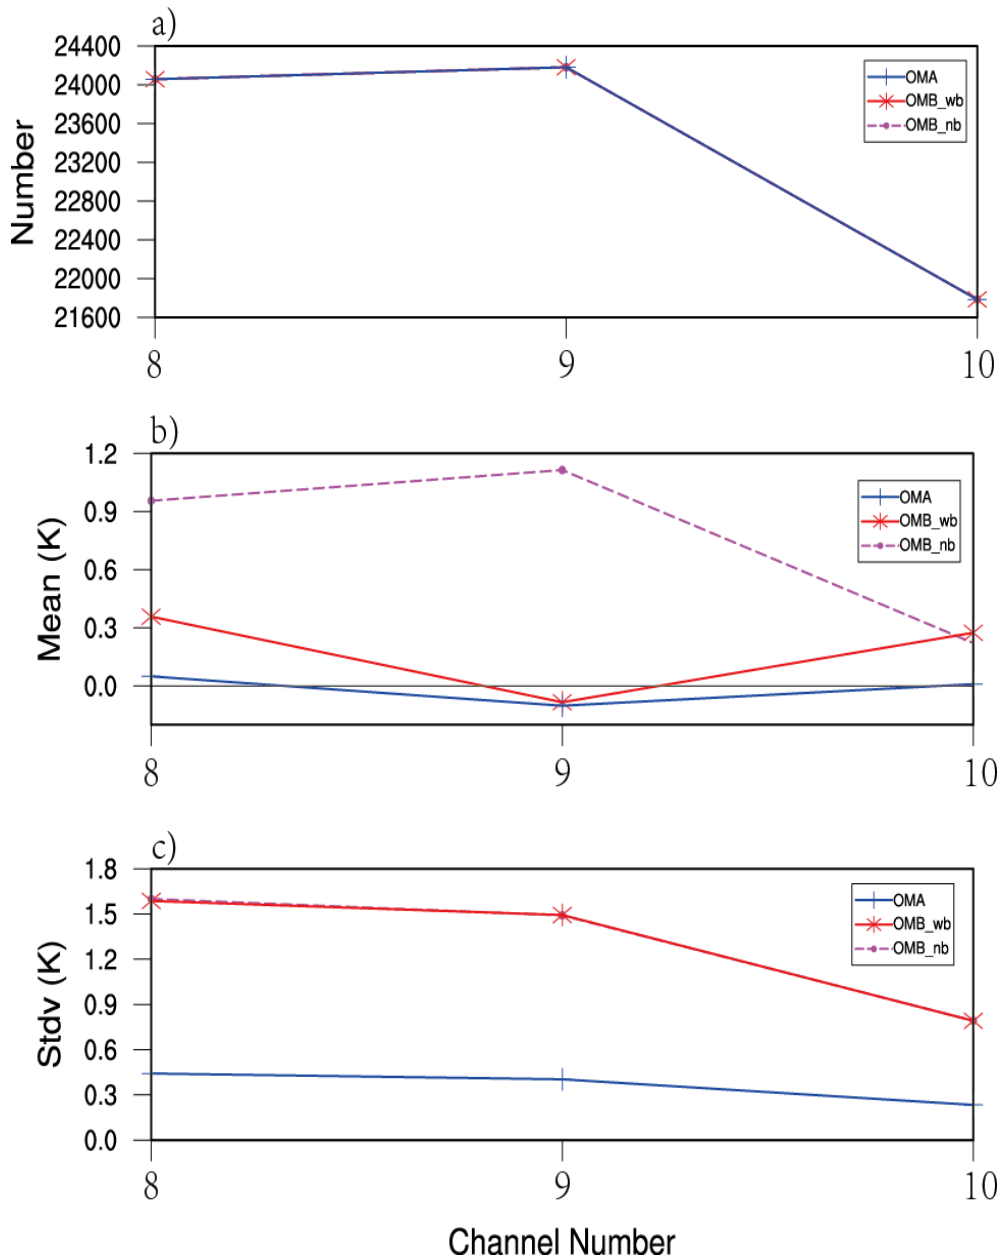 a)
24400
24000
23600
23200
22800
22400
22000
21600
Number
OMA
OMB_wb
OMB_nb
8 9 10
b)
1.2
0.9
0.6
0.3
0.0
Mean (K)
OMA
OMB_wb
OMB_nb
8 9 10
c)
1.8
1.5
1.2
0.9
0.6
0.3
0.0
Stdv (K)
OMA
OMB_wb
OMB_nb
8 9 10
Channel Number